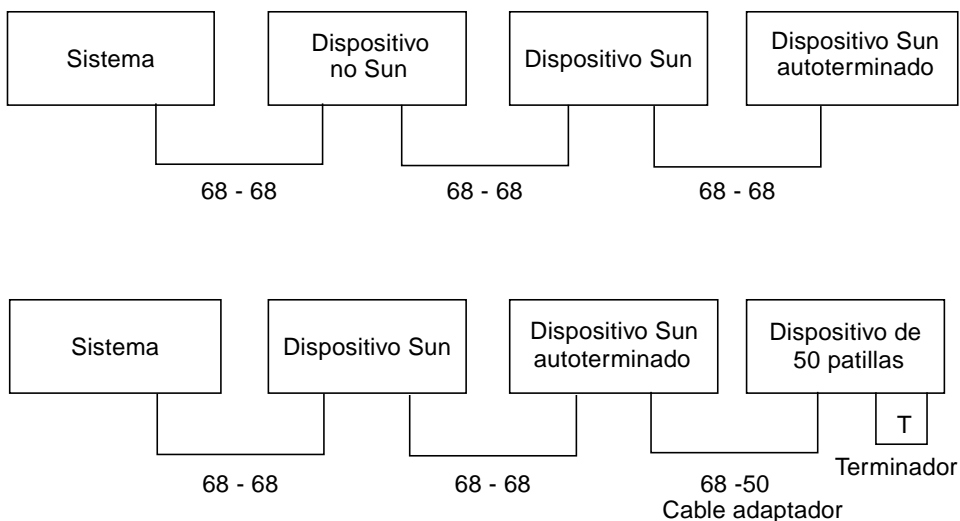 Sistema
Dispositivo
no Sun
Dispositivo Sun
Dispositivo Sun
autoterminado
68 - 68
68 - 68
68 - 68
Sistema
Dispositivo Sun
Dispositivo Sun
autoterminado
Dispositivo de
50 patillas
T
Terminador
68 - 68
68 - 68
68 -50
Cable adaptador